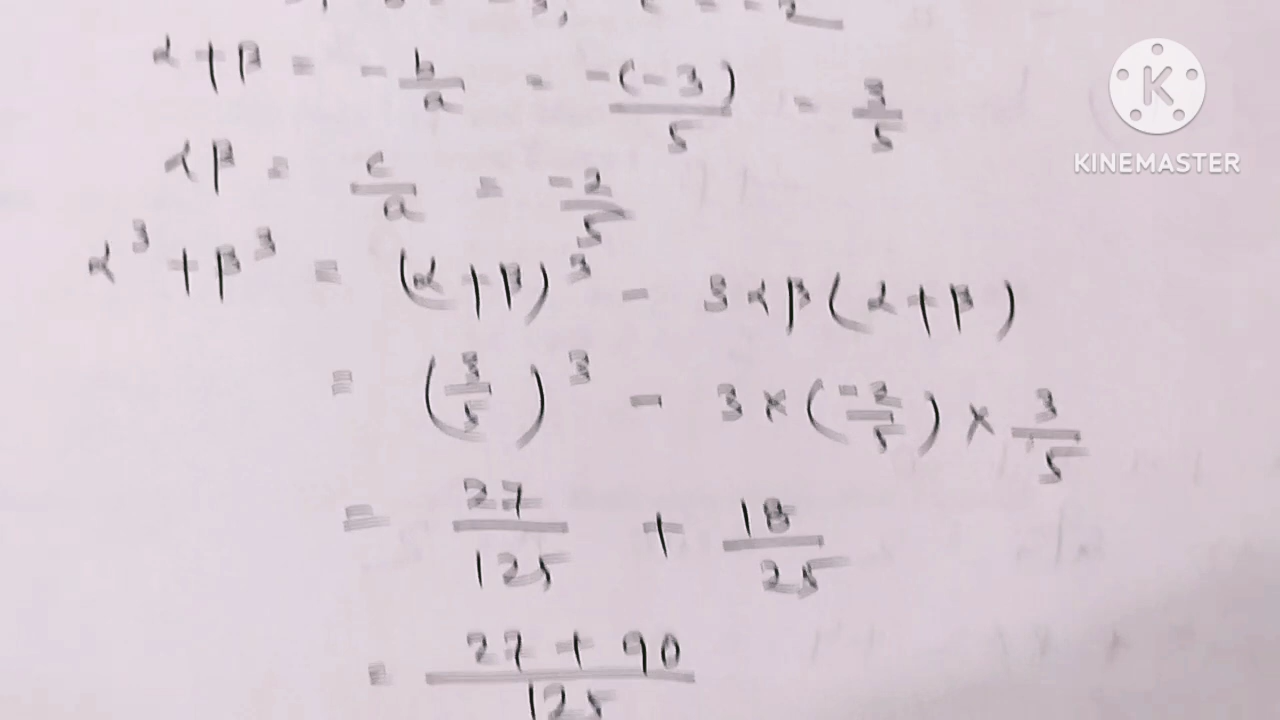 α + β = - b/a = -(-3)/5 = 3/5
αβ = c/a = -2/5
α³ + β³ = (α + β)³ - 3αβ(α + β)
= (3/5)³ - 3 × (-2/5) × 3/5
= 27/125 + 18/25
= 27 + 90/125
KINEMASTER